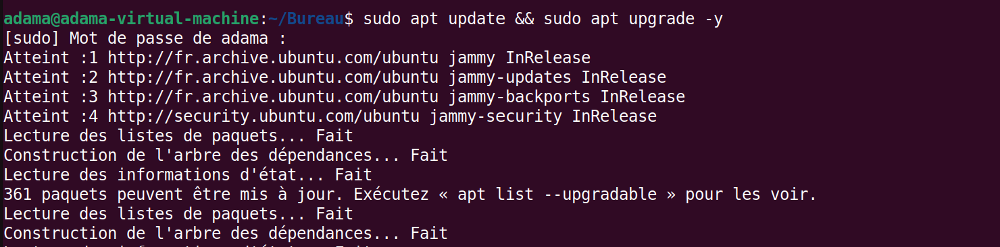 adama@adama-virtual-machine:~/Bureau$ sudo apt update && sudo apt upgrade -y
[sudo] Mot de passe de adama :
Atteint :1 http://fr.archive.ubuntu.com/ubuntu jammy InRelease
Atteint :2 http://fr.archive.ubuntu.com/ubuntu jammy-updates InRelease
Atteint :3 http://fr.archive.ubuntu.com/ubuntu jammy-backports InRelease
Atteint :4 http://security.ubuntu.com/ubuntu jammy-security InRelease
Lecture des listes de paquets... Fait
Construction de l'arbre des dépendances... Fait
Lecture des informations d'état... Fait
361 paquets peuvent être mis à jour. Exécutez « apt list --upgradable » pour les voir.
Lecture des listes de paquets... Fait
Construction de l'arbre des dépendances... Fait